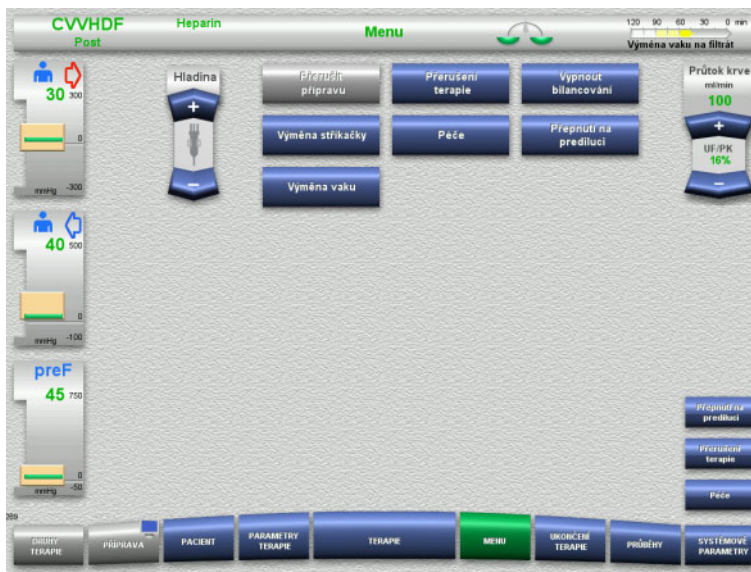 CVVHDF
Post
Heparin
Menu
120 90 60 30 0 min
Výměna vaku na filtrát
30
300
0
mmHg -300
Hladina
+
−
Přerušit
přípravu
Přerušení
terapie
Vypnout
bilancování
Výměna stříkačky
Péče
Přepnutí na
prediluci
Výměna vaku
Průtok krve
ml/min
100
+
UF/PK
16%
−
40
500
0
mmHg -100
preF
45
750
0
mmHg -50
Přepnutí na
prediluci
Přerušení
terapie
Péče
DRUHY
TERAPIE
PŘÍPRAVA
PACIENT
PARAMETRY
TERAPIE
TERAPIE
MENU
UKONČENÍ
TERAPIE
PRŮBĚHY
SYSTÉMOVÉ
PARAMETRY